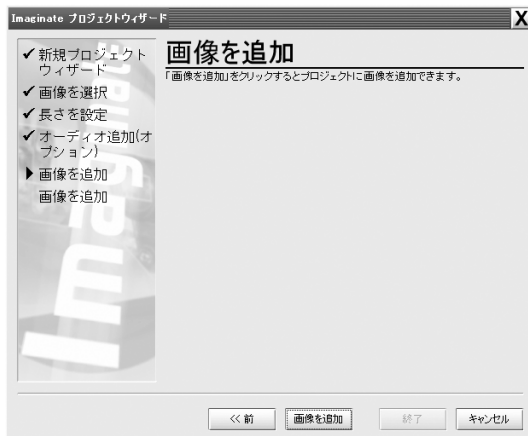 Imaginate プロジェクトウィザード
X
✔新規プロジェクト
ウィザード
✔画像を選択
✔長さを設定
✔オーディオ追加(オ
プション)
▶画像を追加
画像を追加
Imaginate
画像を追加
「画像を追加」をクリックするとプロジェクトに画像を追加できます。
<< 前
画像を追加
終了
キャンセル